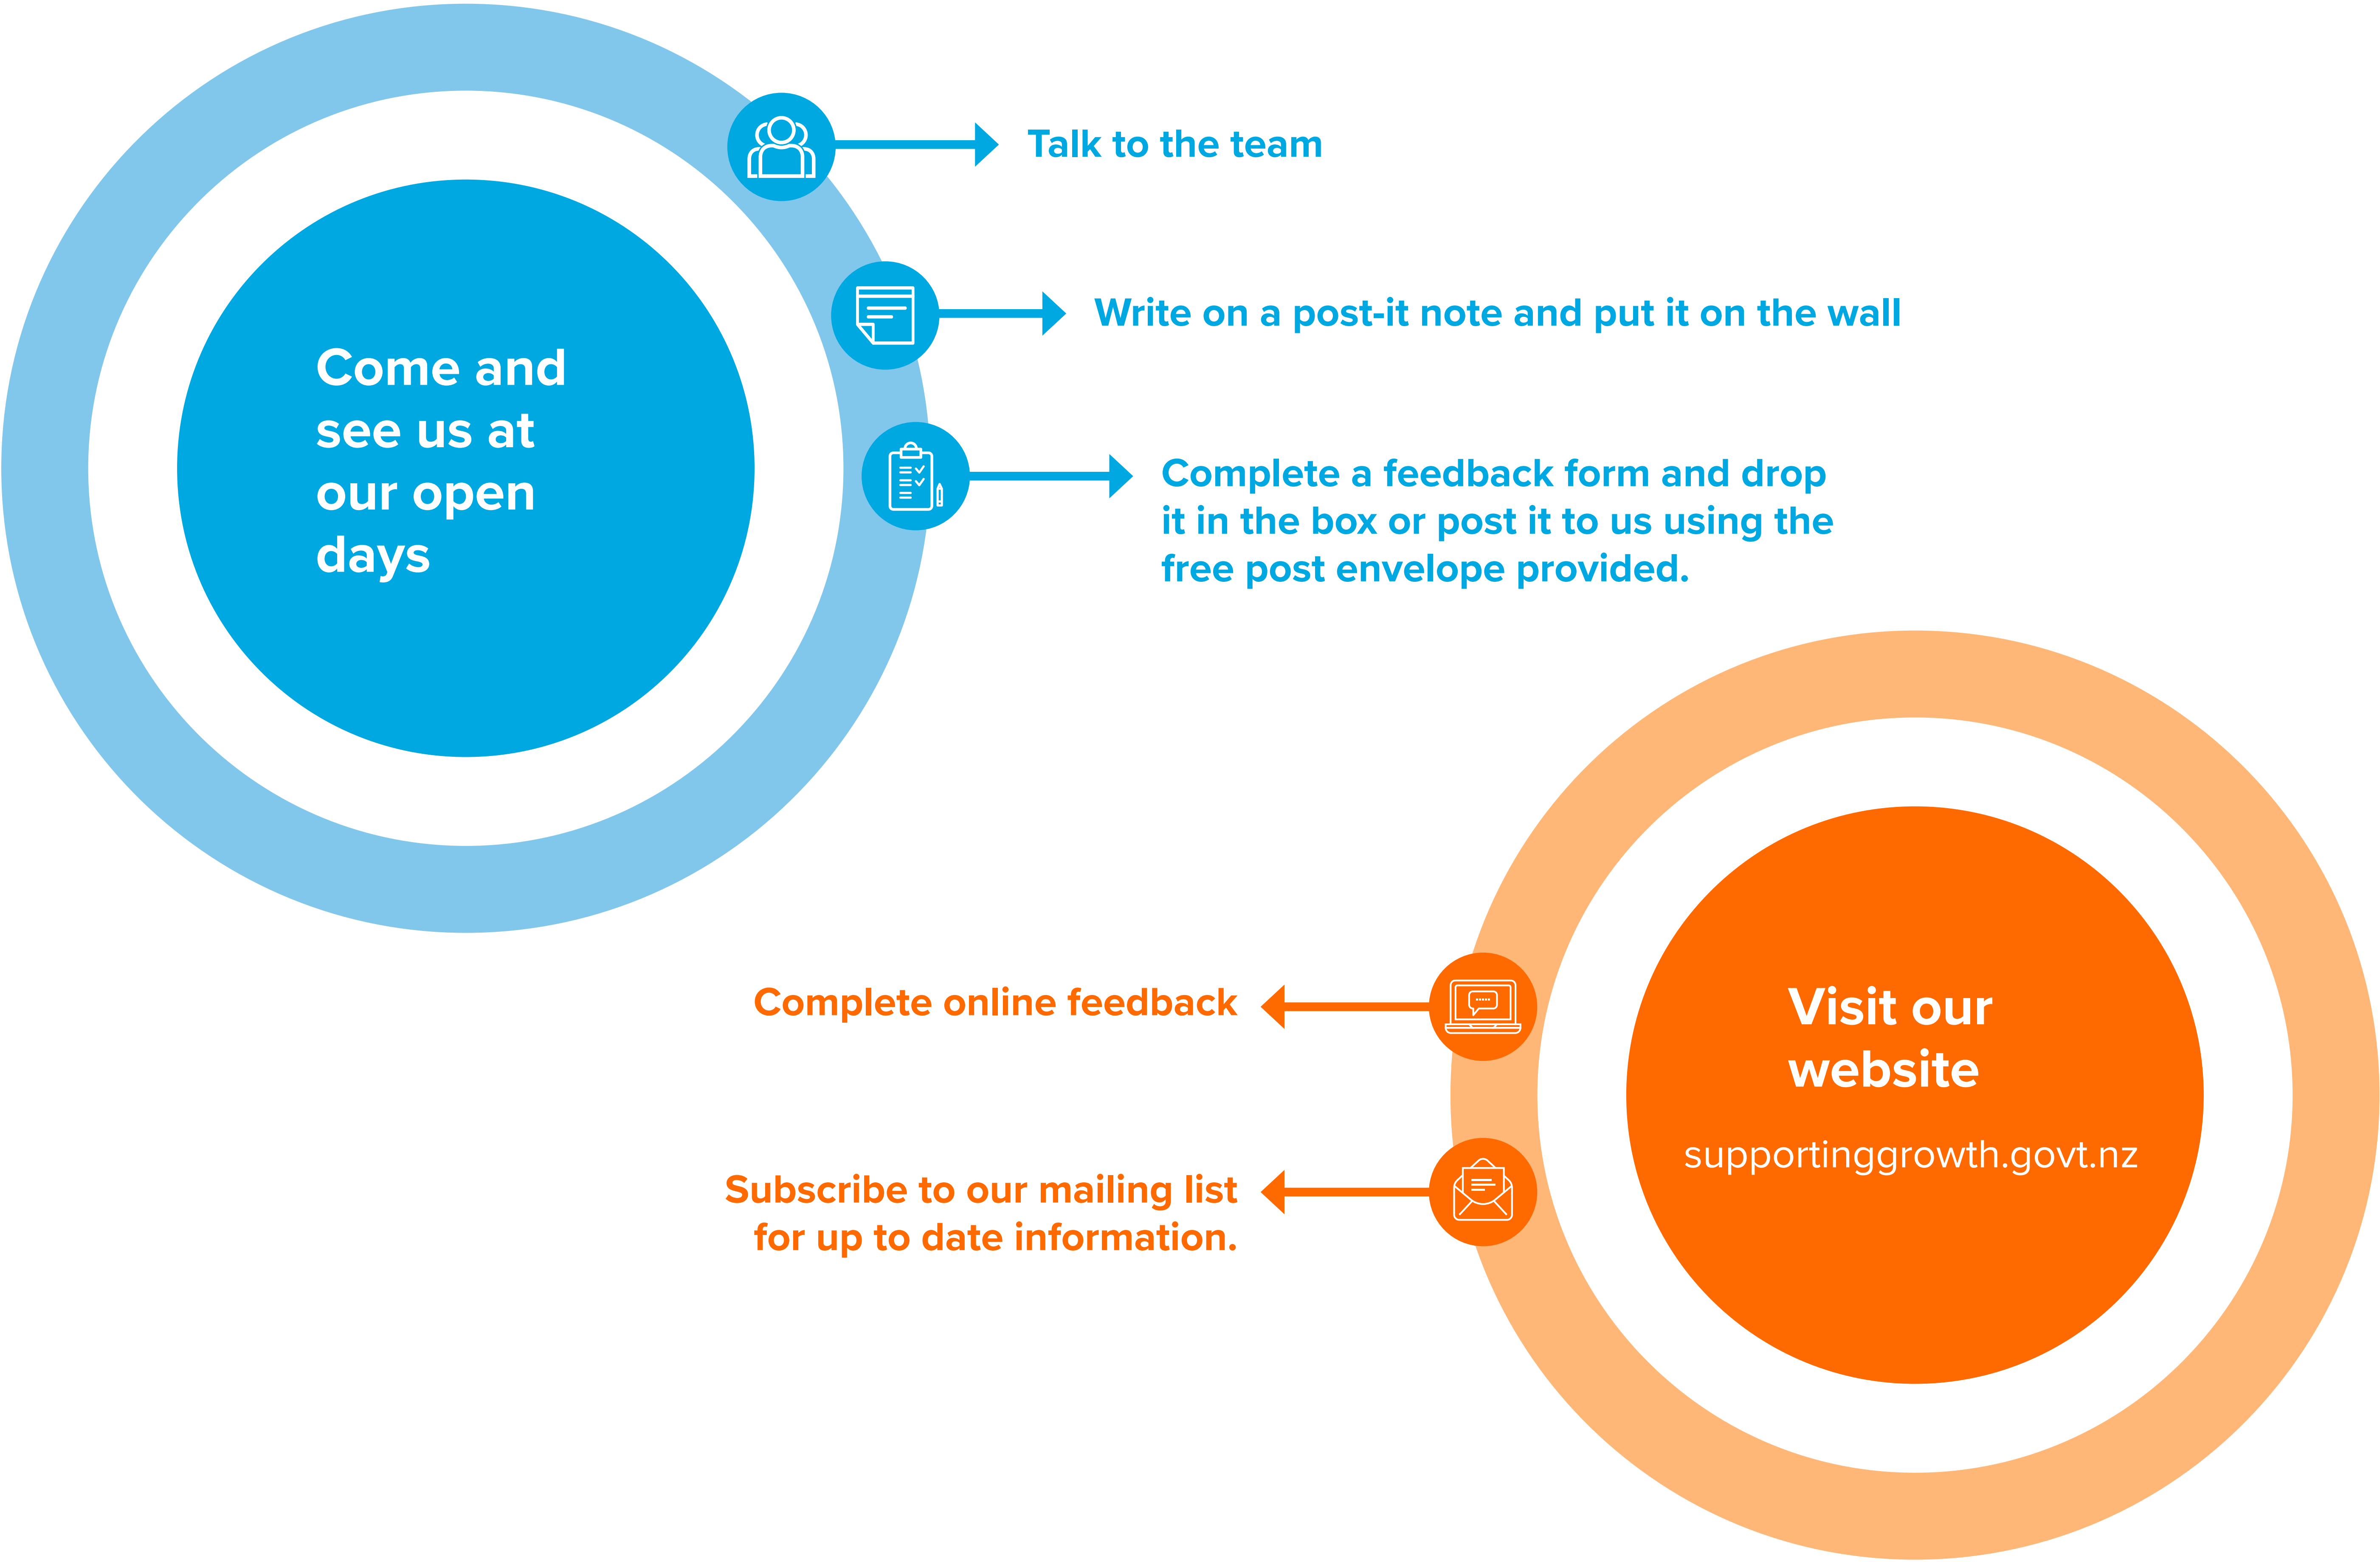 Come and
see us at
our open
days
Talk to the team
Write on a post-it note and put it on the wall
Complete a feedback form and drop
it in the box or post it to us using the
free post envelope provided.
Visit our
website
supportinggrowth.govt.nz
Complete online feedback
Subscribe to our mailing list
for up to date information.